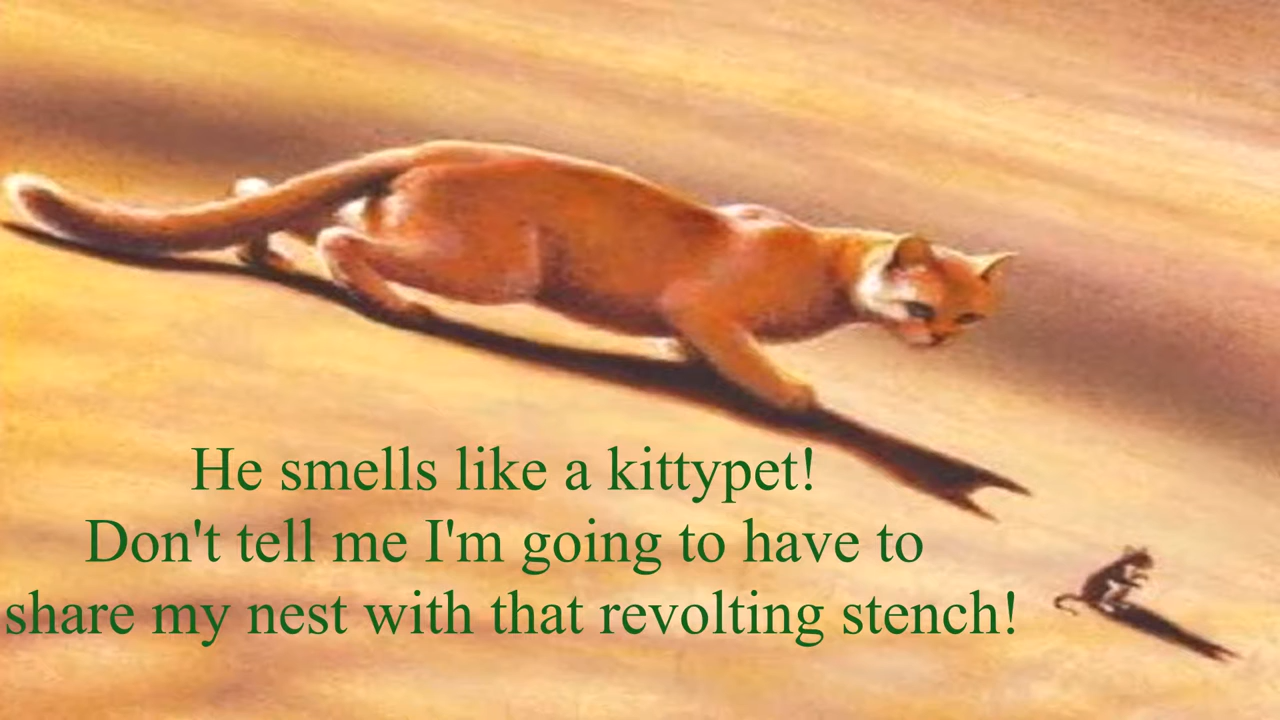 He smells like a kittypet!
Don't tell me I'm going to have to
share my nest with that revolting stench!